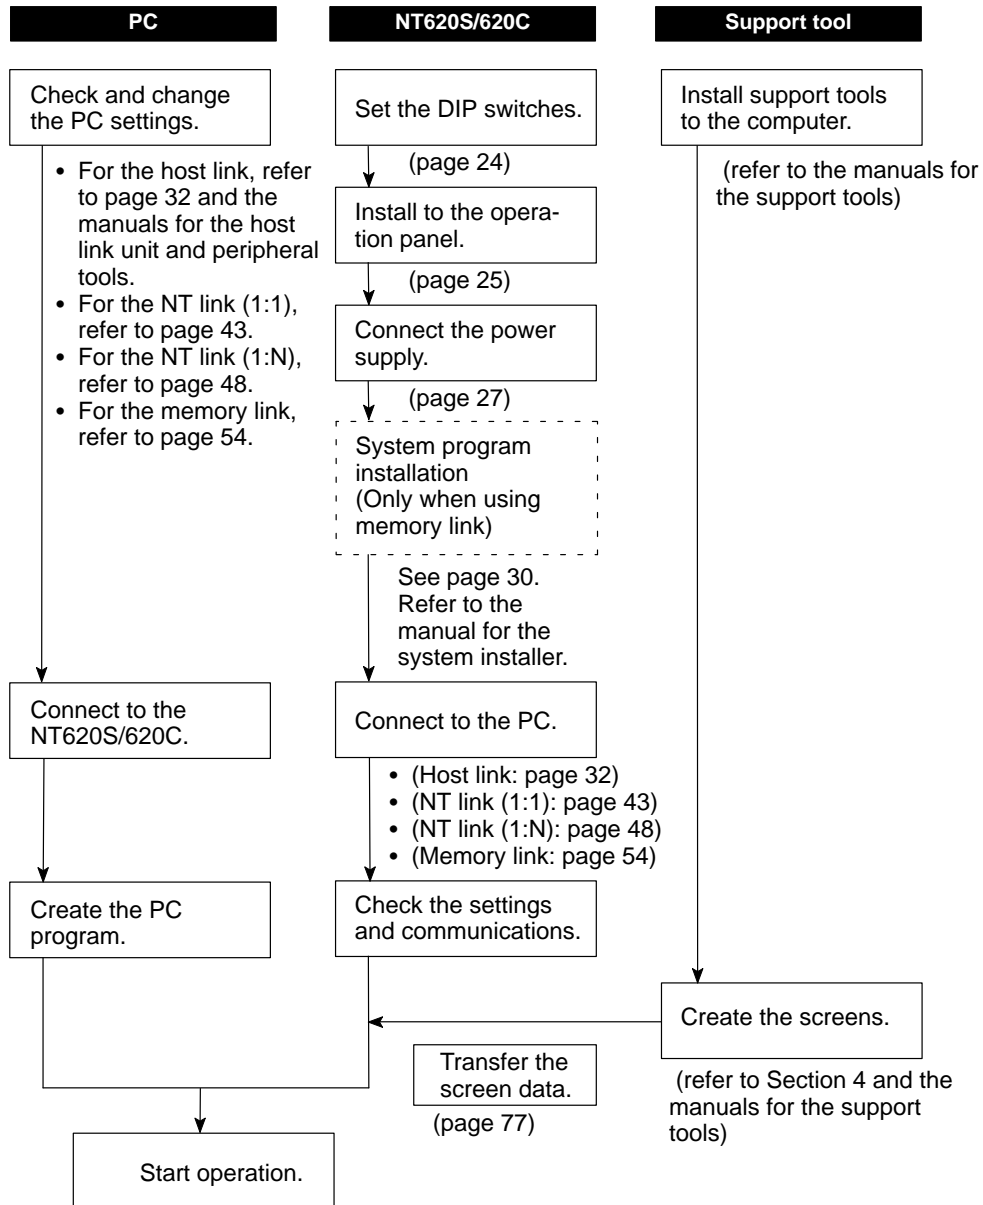 PC
NT620S/620C
Support tool
Check and change
the PC settings.
• For the host link, refer
to page 32 and the
manuals for the host
link unit and peripheral
tools.
• For the NT link (1:1),
refer to page 43.
• For the NT link (1:N),
refer to page 48.
• For the memory link,
refer to page 54.
Connect to the
NT620S/620C.
Create the PC
program.
Set the DIP switches.
(page 24)
Install to the opera-
tion panel.
(page 25)
Connect the power
supply.
(page 27)
System program
installation
(Only when using
memory link)
See page 30.
Refer to the
manual for the
system installer.
Connect to the PC.
• (Host link: page 32)
• (NT link (1:1): page 43)
• (NT link (1:N): page 48)
• (Memory link: page 54)
Check the settings
and communications.
Install support tools
to the computer.
(refer to the manuals for
the support tools)
Create the screens.
(refer to Section 4 and the
manuals for the support
tools)
Transfer the
screen data.
(page 77)
Start operation.